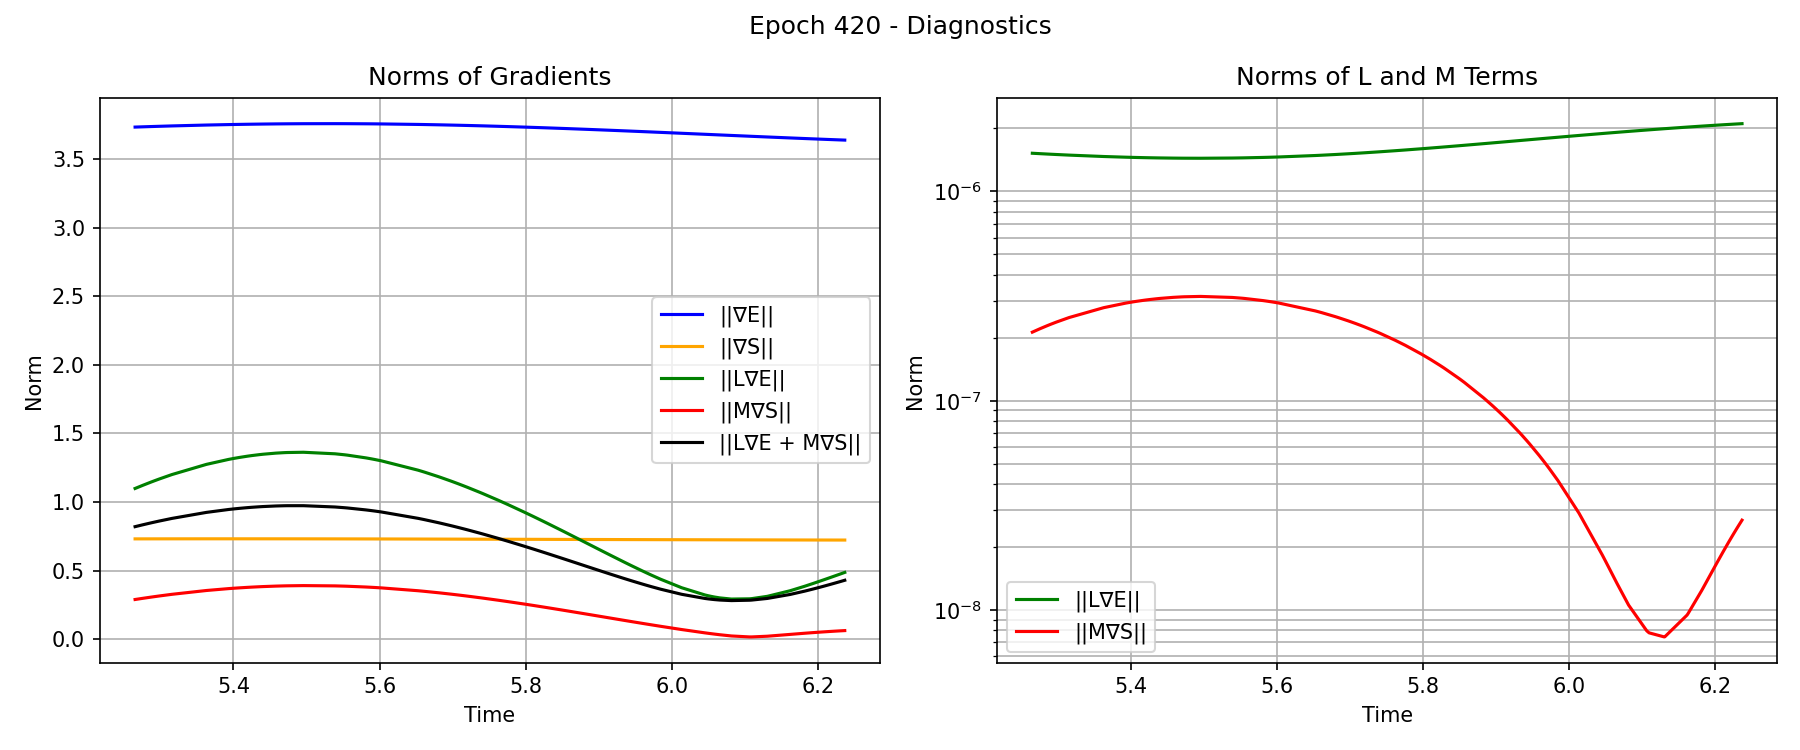 Epoch 420 - Diagnostics
Norms of Gradients
Norm
3.5
3.0
2.5
2.0
1.5
1.0
0.5
0.0
||∇E||
||∇S||
||L∇E||
||M∇S||
||L∇E + M∇S||
5.4 5.6 5.8 6.0 6.2
Time
Norms of L and M Terms
Norm
10⁻⁶
10⁻⁷
10⁻⁸
||L∇E||
||M∇S||
5.4 5.6 5.8 6.0 6.2
Time